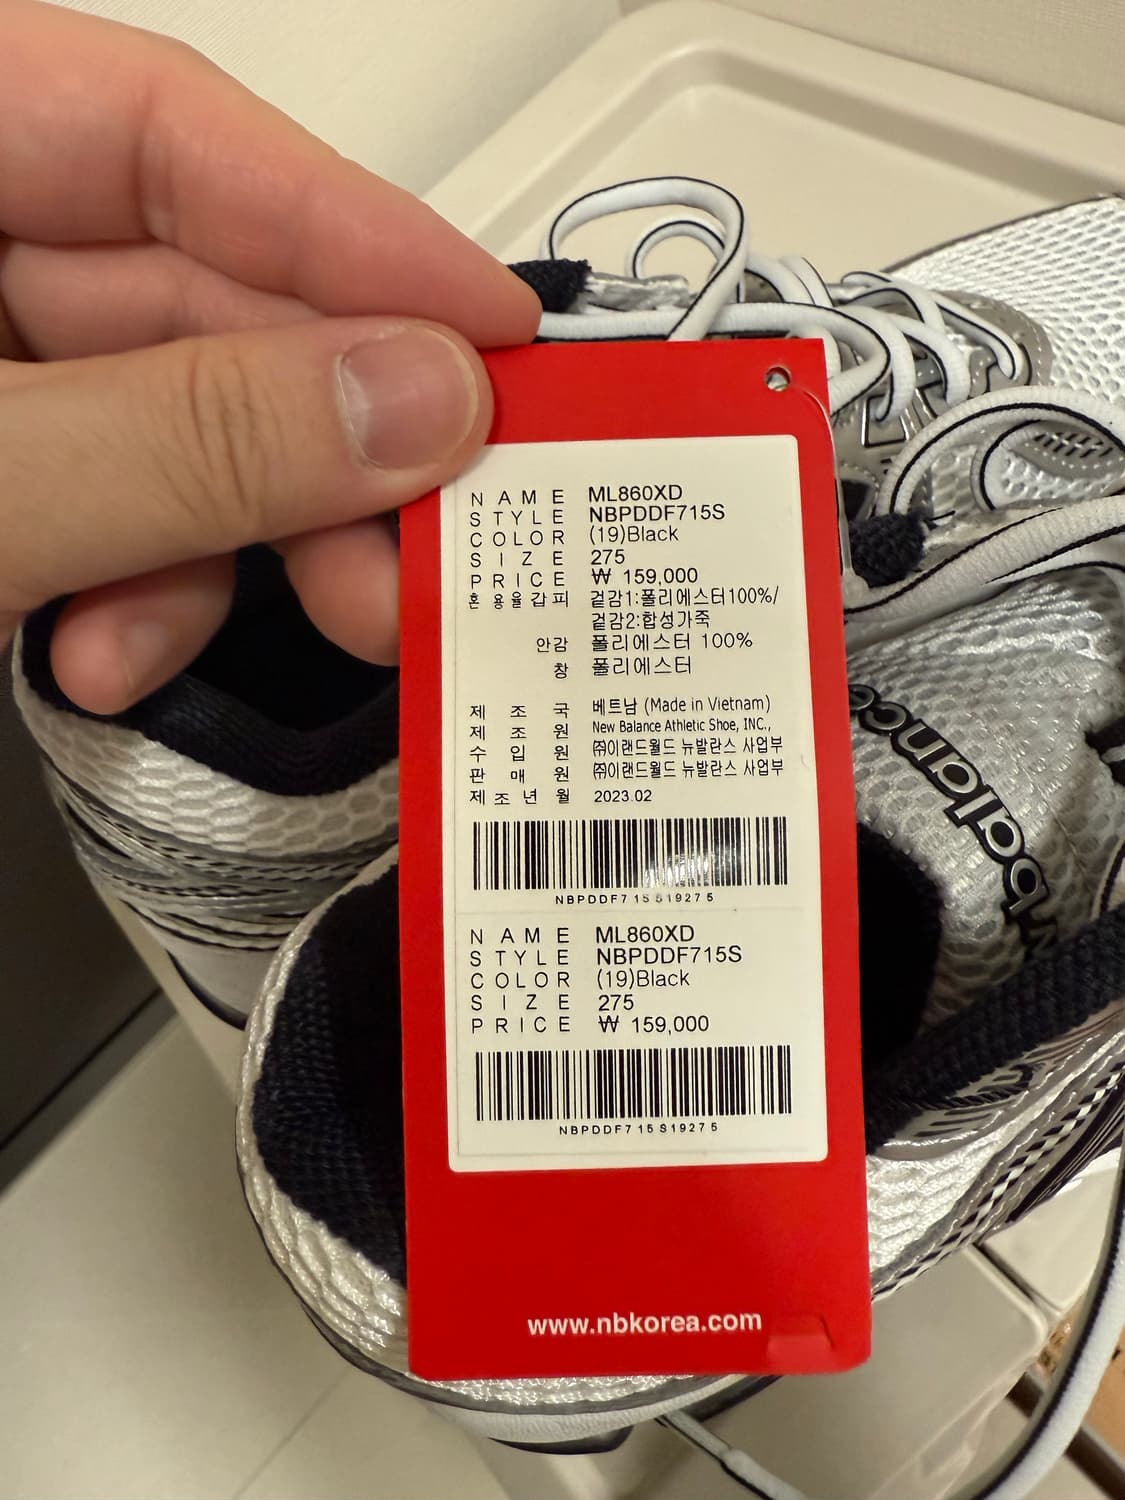 NAME ML860XD
STYLE NBPDDF715S
COLOR (19)Black
SIZE 275
PRICE ₩ 159,000
혼용율갑피 겉감1:폴리에스터100%/
겉감2:합성가죽
안감 폴리에스터 100%
창 폴리에스터
제조국 베트남 (Made in Vietnam)
제조원 New Balance Athletic Shoe, INC.,
수입원 ㈜이랜드월드 뉴발란스 사업부
판매원 ㈜이랜드월드 뉴발란스 사업부
제조년월 2023.02
NBPDDF715S19275
NAME ML860XD
STYLE NBPDDF715S
COLOR (19)Black
SIZE 275
PRICE ₩ 159,000
NBPDDF715S19275
www.nbkorea.com
balance